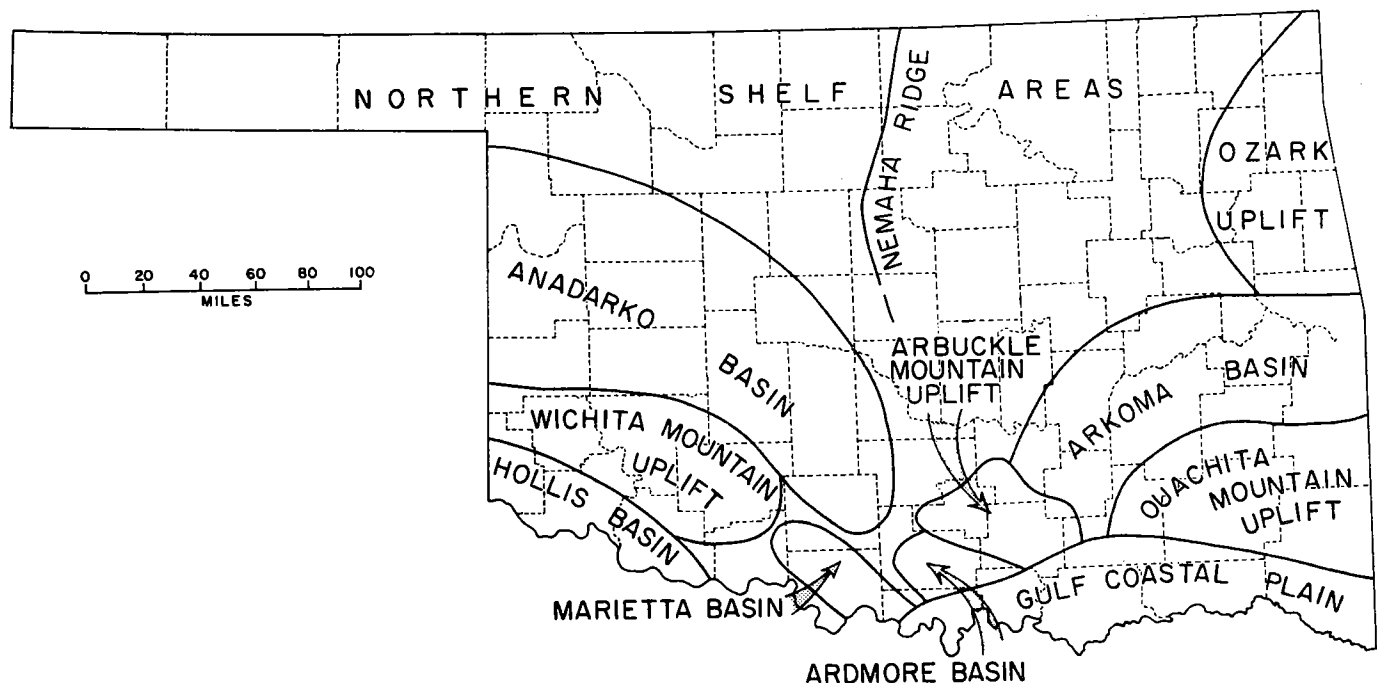 NORTHERN SHELF AREAS
NEMAHA RIDGE
OZARK
UPLIFT
ANADARKO
BASIN
0 20 40 60 80 100
MILES
ARBUCKLE
MOUNTAIN
UPLIFT
ARKOMA BASIN
WICHITA MOUNTAIN
UPLIFT
HOLLIS BASIN
OUACHITA
MOUNTAIN
UPLIFT
GULF COASTAL PLAIN
MARIETTA BASIN
ARDMORE BASIN